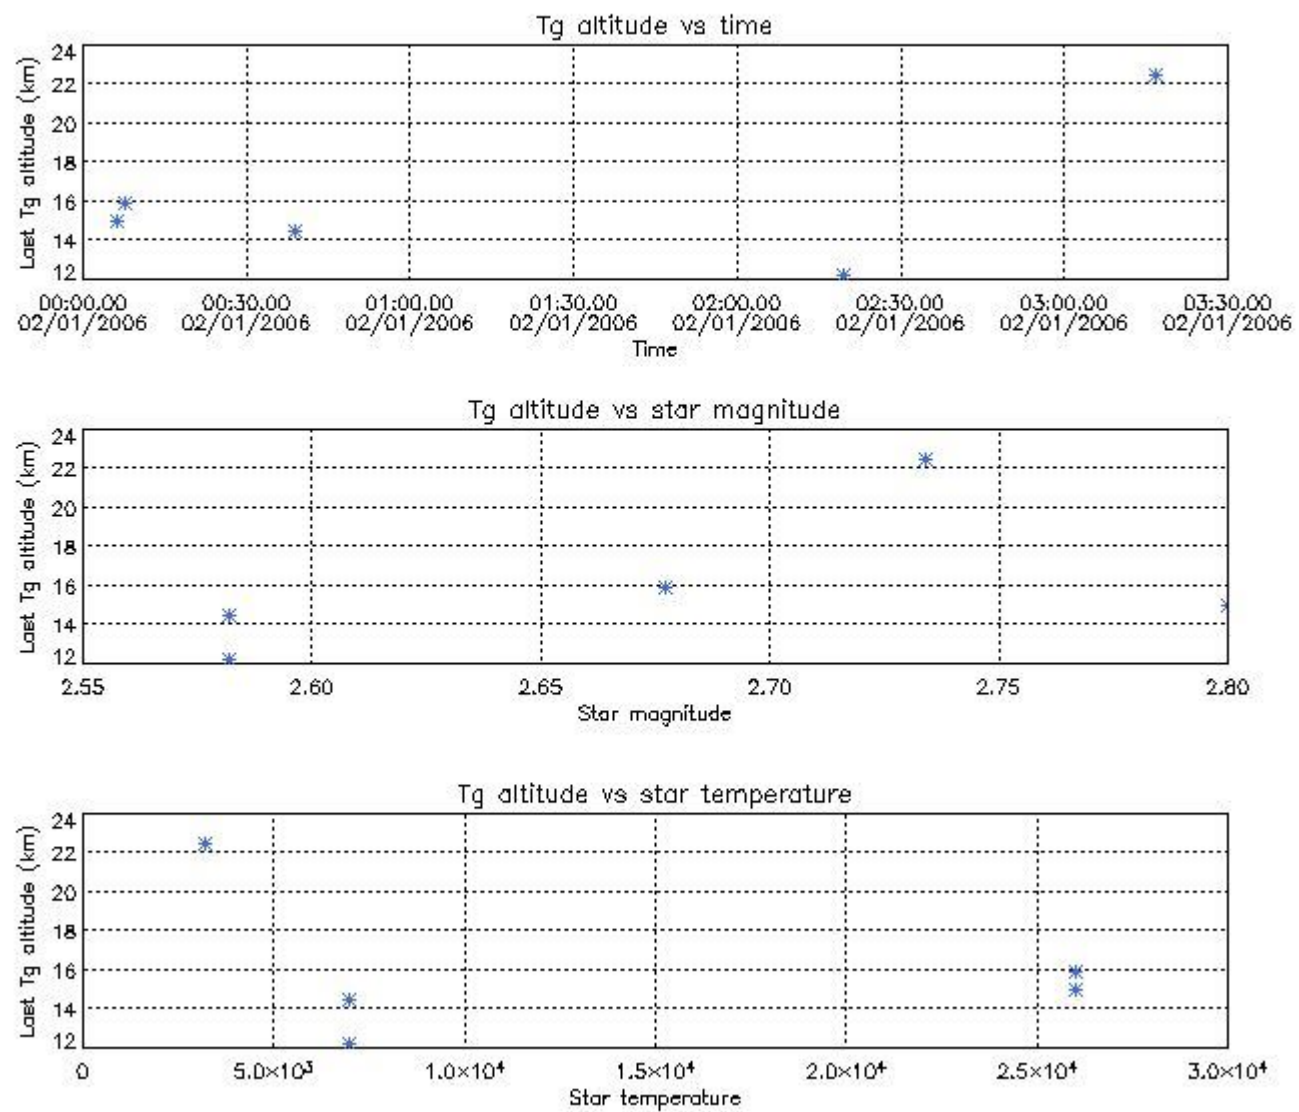 Tg altitude vs time
Last Tg altitude (km)
24
22
20
18
16
14
12
00:00.00 00:30.00 01:00.00 01:30.00 02:00.00 02:30.00 03:00.00 03:30.00
02/01/2006 02/01/2006 02/01/2006 02/01/2006 02/01/2006 02/01/2006 02/01/2006 02/01/2006
Time
Tg altitude vs star magnitude
Last Tg altitude (km)
24
22
20
18
16
14
12
2.55 2.60 2.65 2.70 2.75 2.80
Star magnitude
Tg altitude vs star temperature
Last Tg altitude (km)
24
22
20
18
16
14
12
0 5.0×10³ 1.0×10⁴ 1.5×10⁴ 2.0×10⁴ 2.5×10⁴ 3.0×10⁴
Star temperature